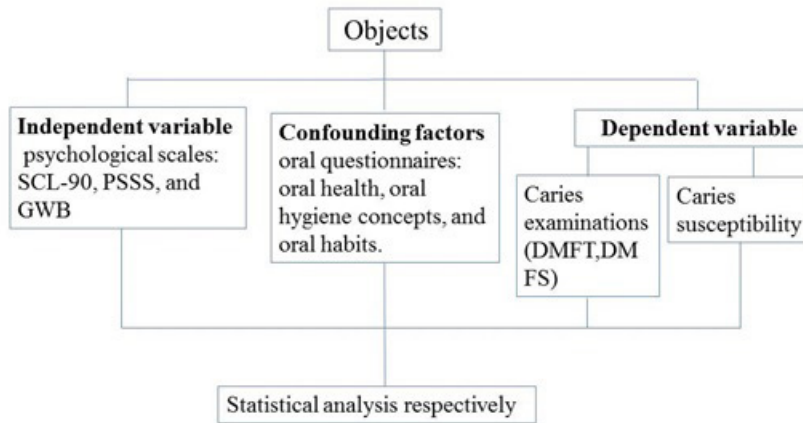 Objects
Independent variable
psychological scales:
SCL-90, PSSS, and
GWB
Confounding factors
oral questionnaires:
oral health, oral
hygiene concepts, and
oral habits.
Dependent variable
Caries
examinations
(DMFT,DM
FS)
Caries
susceptibility
Statistical analysis respectively